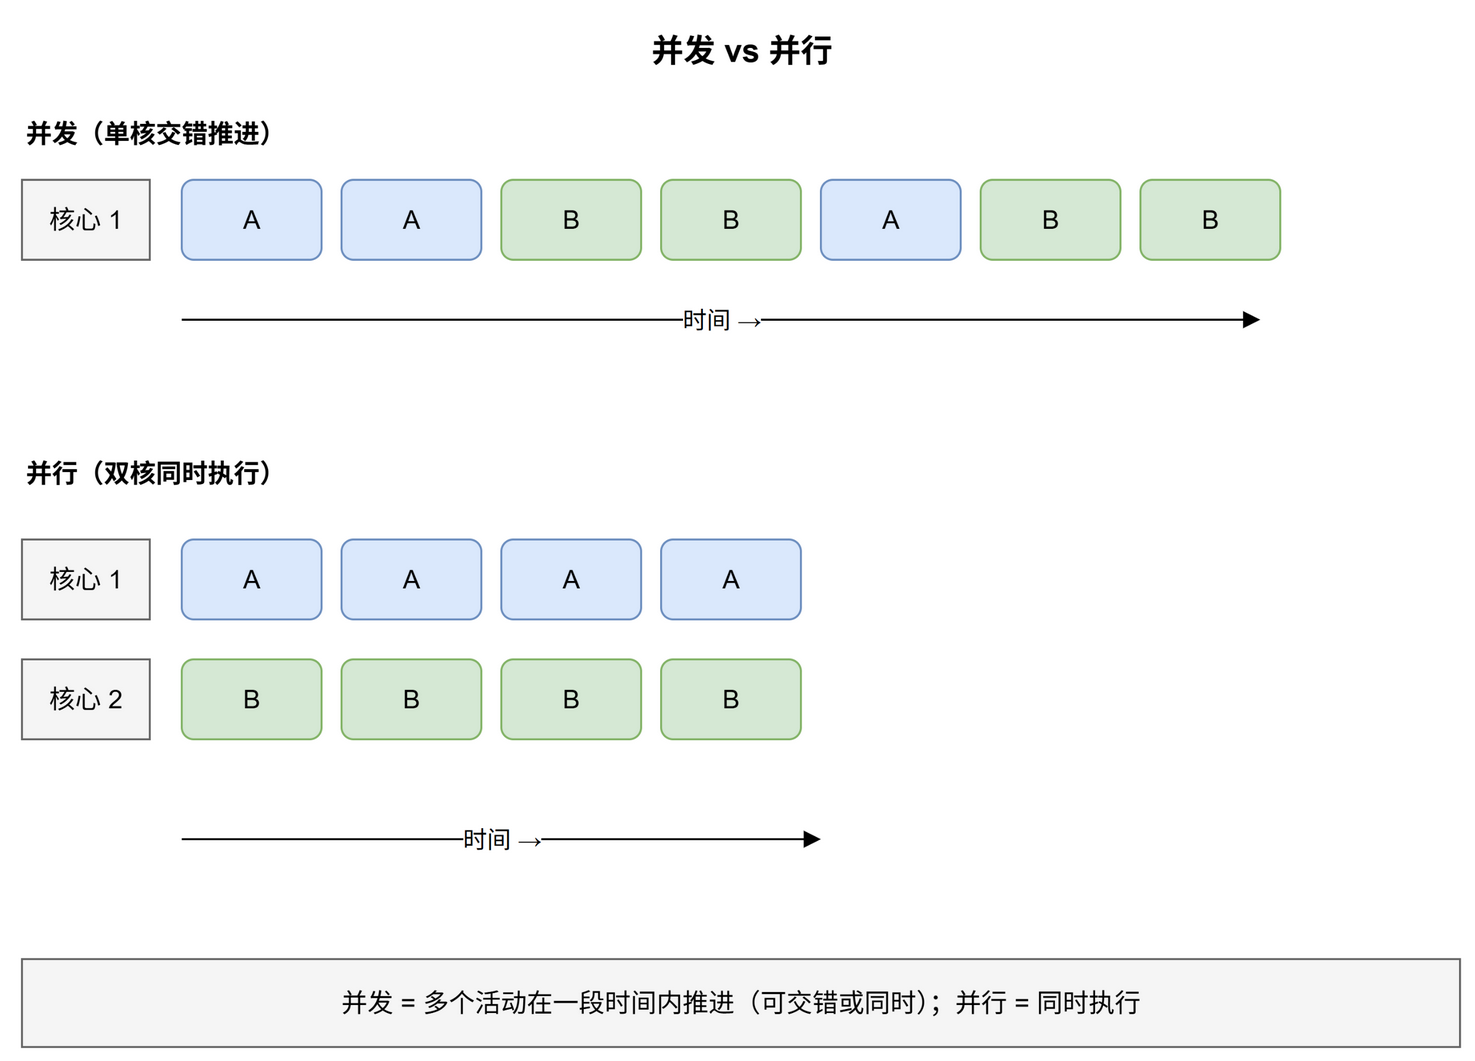 并发 vs 并行
并发（单核交错推进）
核心 1 A A B B A B B
时间 →
并行（双核同时执行）
核心 1 A A A A
核心 2 B B B B
时间 →
并发 = 多个活动在一段时间内推进（可交错或同时）；并行 = 同时执行